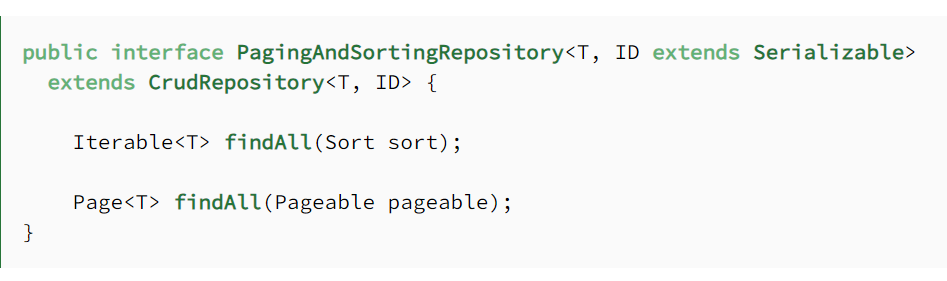 public interface PagingAndSortingRepository<T, ID extends Serializable>
  extends CrudRepository<T, ID> {
    Iterable<T> findAll(Sort sort);
    Page<T> findAll(Pageable pageable);
}